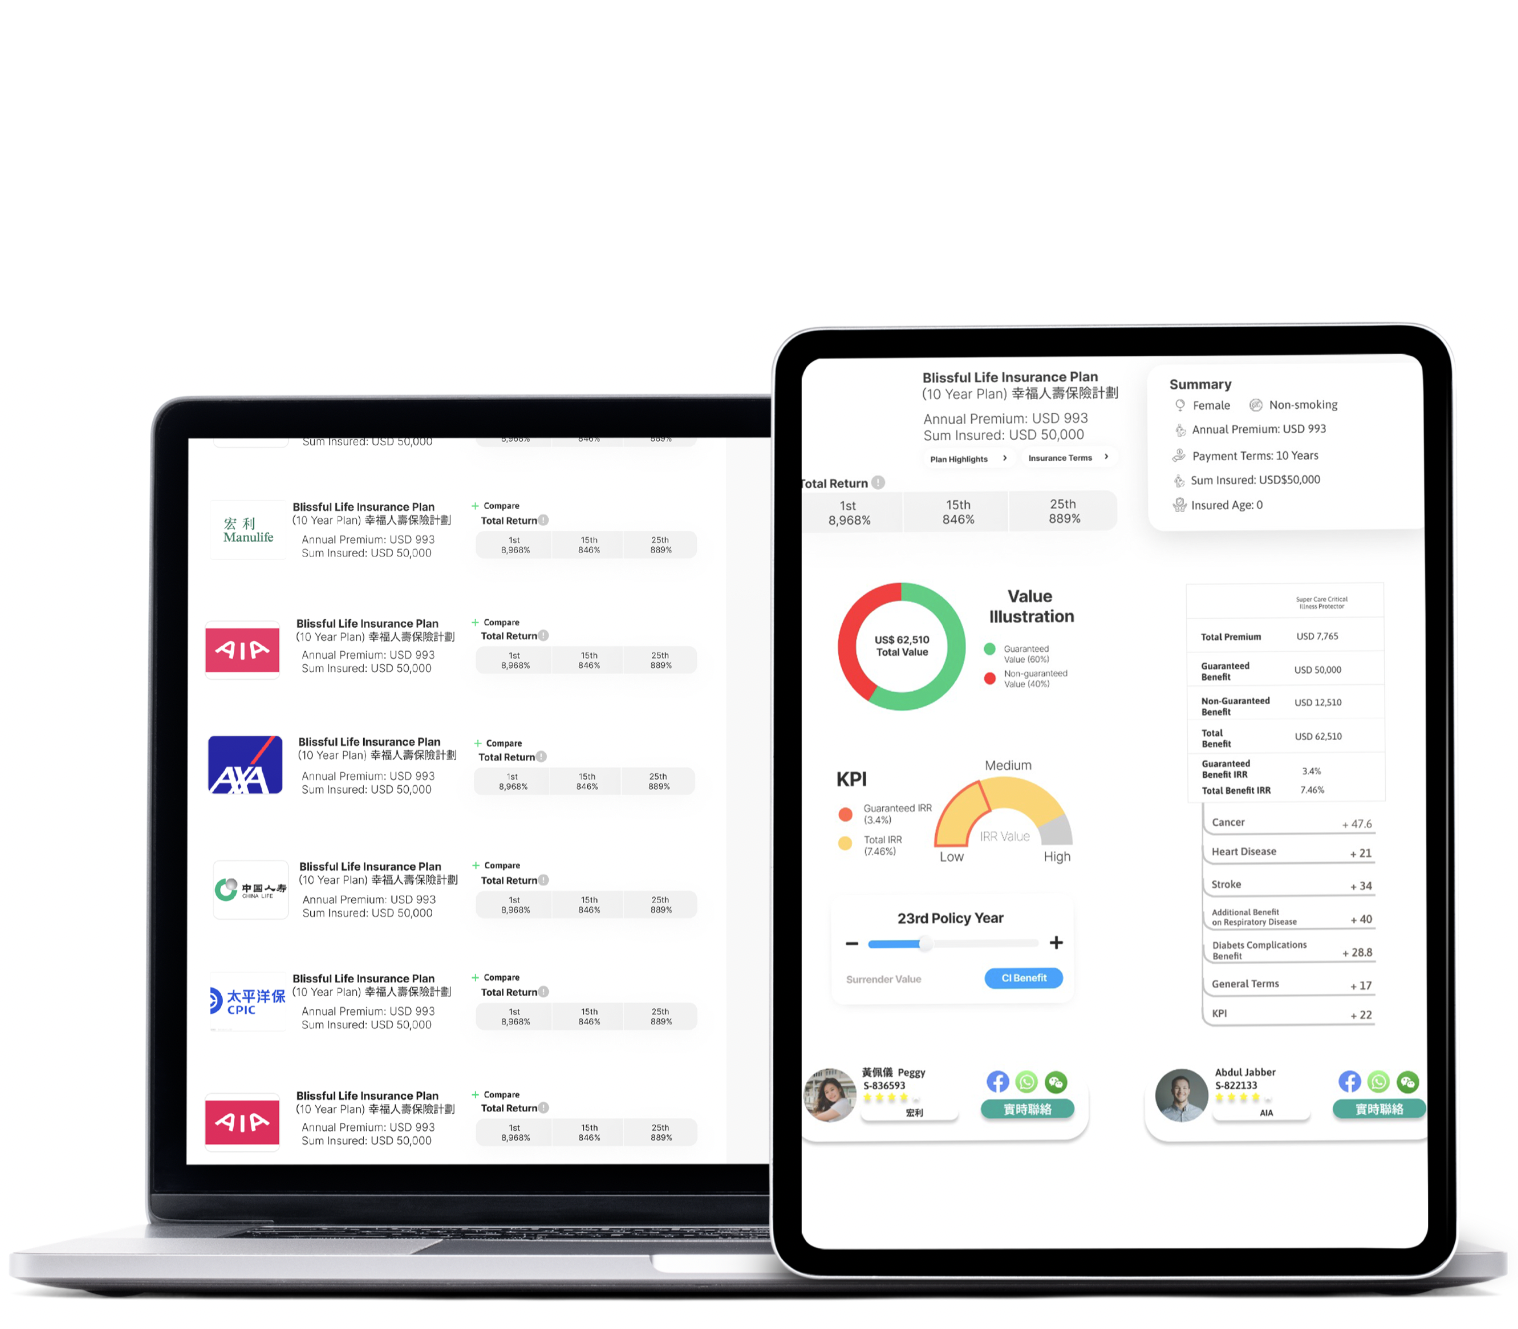 Sum Insured: USD 50,000
8,968%
846%
889%
宏利
Manulife
Blissful Life Insurance Plan
(10 Year Plan) 幸福人壽保險計劃
Annual Premium: USD 993
Sum Insured: USD 50,000
+ Compare
Total Return !
1st
8,968%
15th
846%
25th
889%
AIA
Blissful Life Insurance Plan
(10 Year Plan) 幸福人壽保險計劃
Annual Premium: USD 993
Sum Insured: USD 50,000
+ Compare
Total Return !
1st
8,968%
15th
846%
25th
889%
AXA
Blissful Life Insurance Plan
(10 Year Plan) 幸福人壽保險計劃
Annual Premium: USD 993
Sum Insured: USD 50,000
+ Compare
Total Return !
1st
8,968%
15th
846%
25th
889%
中國人寿
CHINA LIFE
Blissful Life Insurance Plan
(10 Year Plan) 幸福人壽保險計劃
Annual Premium: USD 993
Sum Insured: USD 50,000
+ Compare
Total Return !
1st
8,968%
15th
846%
25th
889%
太平洋保
CPIC
Blissful Life Insurance Plan
(10 Year Plan) 幸福人壽保險計劃
Annual Premium: USD 993
Sum Insured: USD 50,000
+ Compare
Total Return !
1st
8,968%
15th
846%
25th
889%
AIA
Blissful Life Insurance Plan
(10 Year Plan) 幸福人壽保險計劃
Annual Premium: USD 993
Sum Insured: USD 50,000
+ Compare
Total Return !
1st
8,968%
15th
846%
25th
889%
Blissful Life Insurance Plan
(10 Year Plan) 幸福人壽保險計劃
Annual Premium: USD 993
Sum Insured: USD 50,000
Plan Highlights >
Insurance Terms >
Total Return !
1st
8,968%
15th
846%
25th
889%
Summary
Female
Non-smoking
Annual Premium: USD 993
Payment Terms: 10 Years
Sum Insured: USD$50,000
Insured Age: 0
US$ 62,510
Total Value
Value
Illustration
Guaranteed
Value (60%)
Non-guaranteed
Value (40%)
KPI
Guaranteed IRR
(3.4%)
Total IRR
(7.46%)
Medium
IRR Value
Low
High
23rd Policy Year
− +
Surrender Value
CI Benefit
Super Care Critical
Illness Protector
Total Premium USD 7,765
Guaranteed
Benefit
USD 50,000
Non-Guaranteed
Benefit
USD 12,510
Total
Benefit
USD 62,510
Guaranteed
Benefit IRR
3.4%
Total Benefit IRR 7.46%
Cancer + 47.6
Heart Disease + 21
Stroke + 34
Additional Benefit
on Respiratory Disease
+ 40
Diabets Complications
Benefit
+ 28.8
General Terms + 17
KPI + 22
黃佩儀 Peggy
S-836593
宏利
實時聯絡
Abdul Jabber
S-822133
AIA
實時聯絡